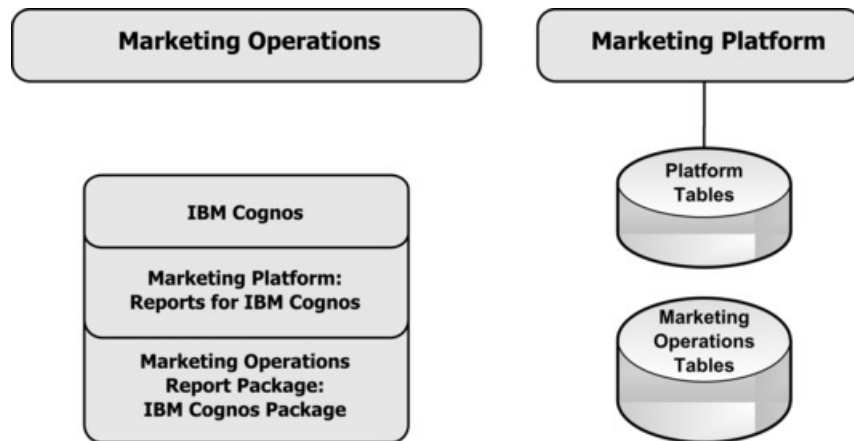 Marketing Operations
Marketing Platform
IBM Cognos
Marketing Platform:
Reports for IBM Cognos
Marketing Operations
Report Package:
IBM Cognos Package
Platform
Tables
Marketing
Operations
Tables